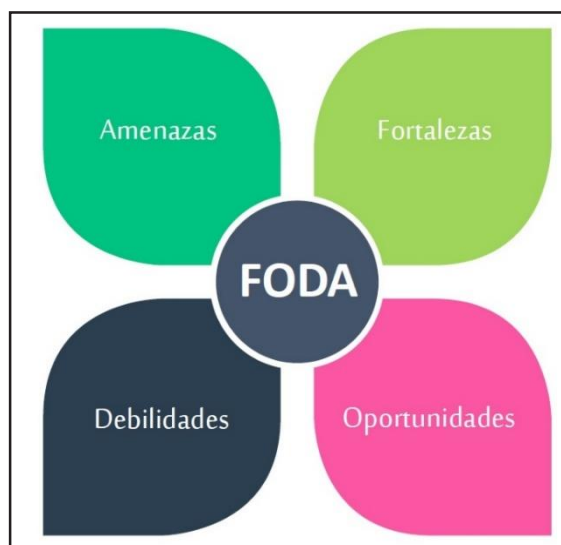 Amenazas
Fortalezas
FODA
Debilidades
Oportunidades